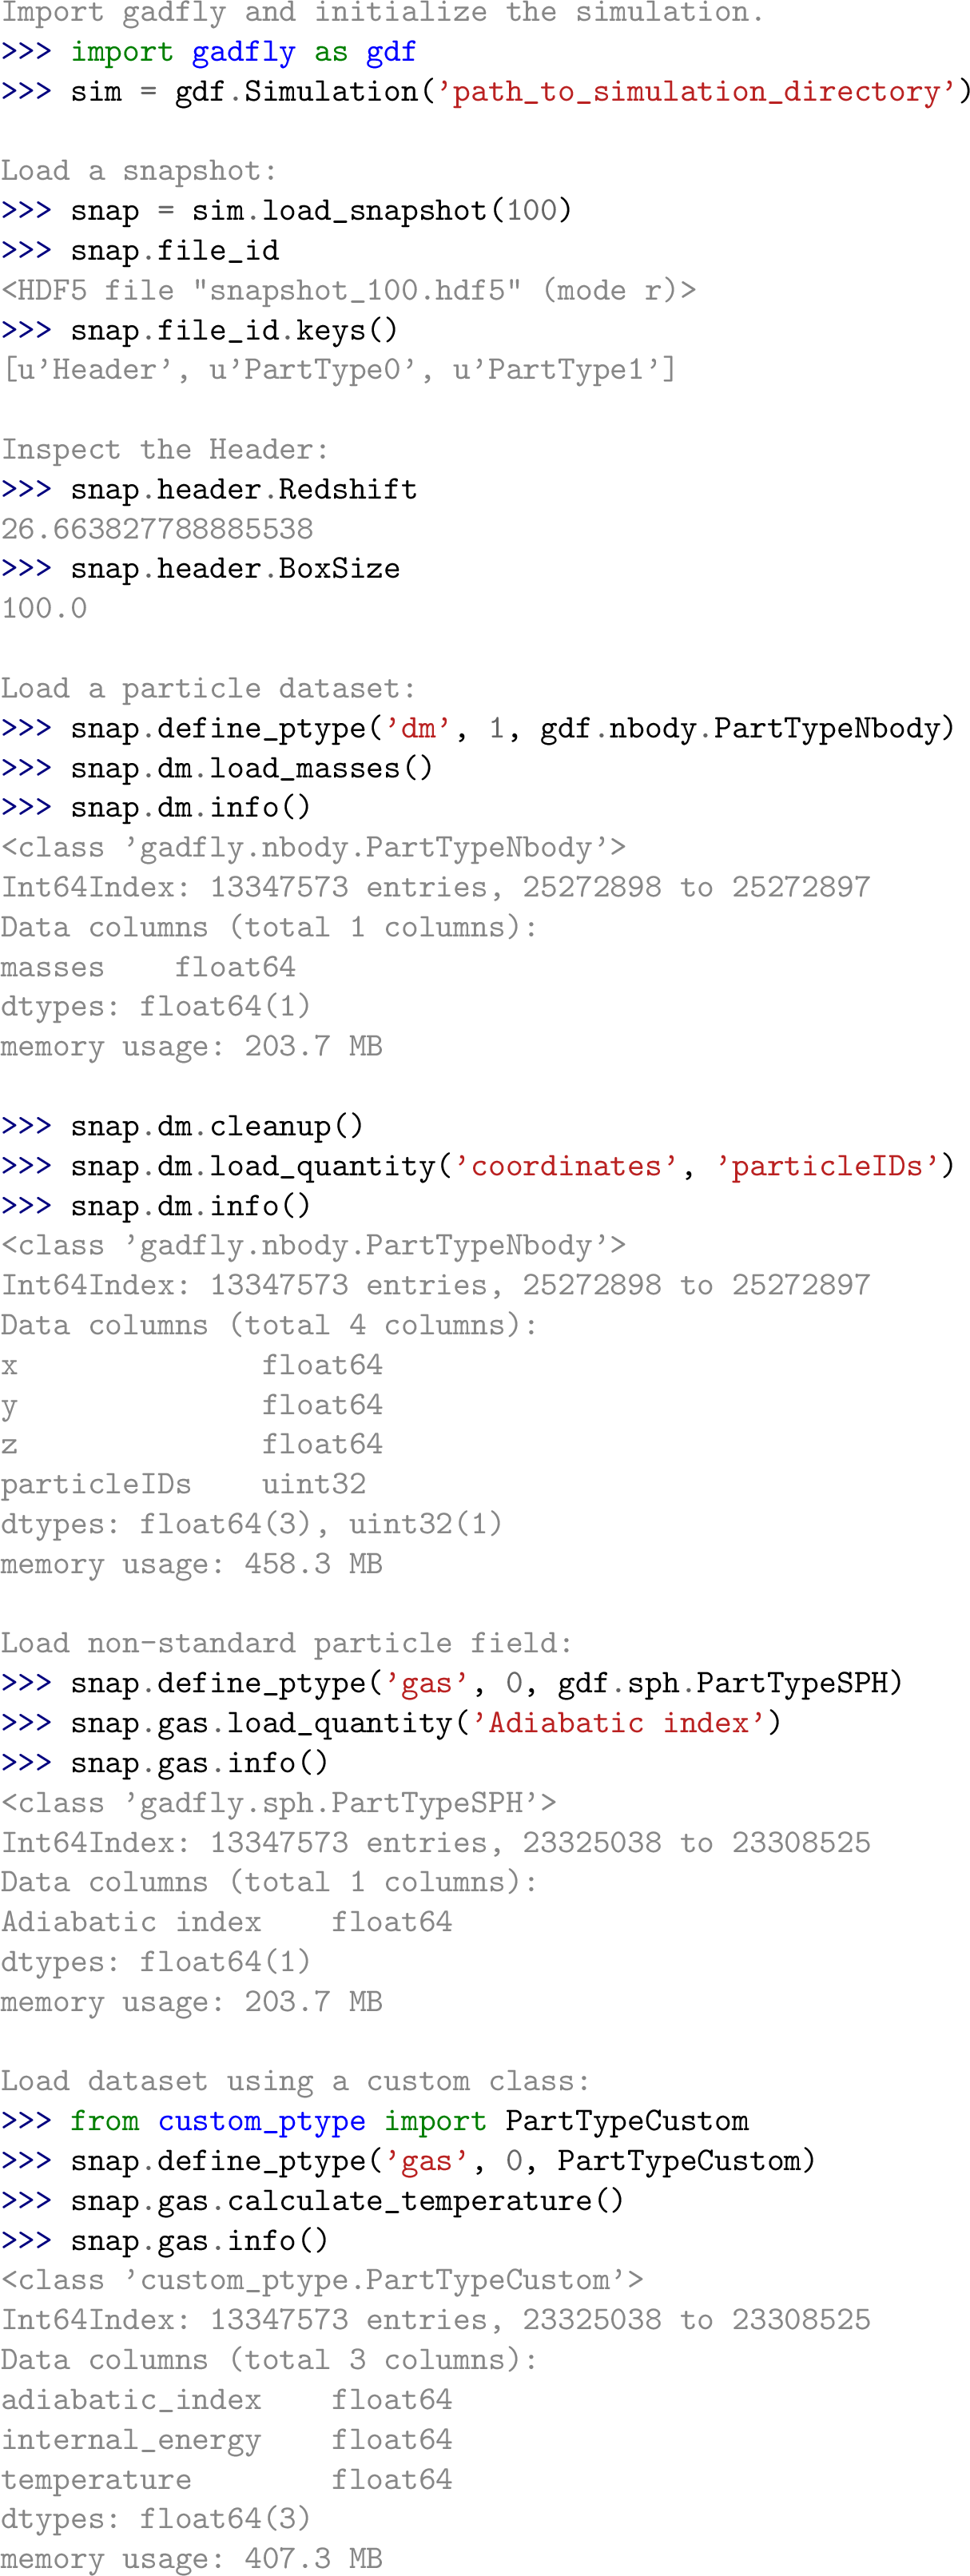 Import gadfly and initialize the simulation.
>>> import gadfly as gdf
>>> sim = gdf.Simulation('path_to_simulation_directory')
Load a snapshot:
>>> snap = sim.load_snapshot(100)
>>> snap.file_id
<HDF5 file "snapshot_100.hdf5" (mode r)>
>>> snap.file_id.keys()
[u'Header', u'PartType0', u'PartType1']
Inspect the Header:
>>> snap.header.Redshift
26.663827788885538
>>> snap.header.BoxSize
100.0
Load a particle dataset:
>>> snap.define_ptype('dm', 1, gdf.nbody.PartTypeNbody)
>>> snap.dm.load_masses()
>>> snap.dm.info()
<class 'gadfly.nbody.PartTypeNbody'>
Int64Index: 13347573 entries, 25272898 to 25272897
Data columns (total 1 columns):
masses    float64
dtypes: float64(1)
memory usage: 203.7 MB
>>> snap.dm.cleanup()
>>> snap.dm.load_quantity('coordinates', 'particleIDs')
>>> snap.dm.info()
<class 'gadfly.nbody.PartTypeNbody'>
Int64Index: 13347573 entries, 25272898 to 25272897
Data columns (total 4 columns):
x              float64
y              float64
z              float64
particleIDs    uint32
dtypes: float64(3), uint32(1)
memory usage: 458.3 MB
Load non-standard particle field:
>>> snap.define_ptype('gas', 0, gdf.sph.PartTypeSPH)
>>> snap.gas.load_quantity('Adiabatic index')
>>> snap.gas.info()
<class 'gadfly.sph.PartTypeSPH'>
Int64Index: 13347573 entries, 23325038 to 23308525
Data columns (total 1 columns):
Adiabatic index    float64
dtypes: float64(1)
memory usage: 203.7 MB
Load dataset using a custom class:
>>> from custom_ptype import PartTypeCustom
>>> snap.define_ptype('gas', 0, PartTypeCustom)
>>> snap.gas.calculate_temperature()
>>> snap.gas.info()
<class 'custom_ptype.PartTypeCustom'>
Int64Index: 13347573 entries, 23325038 to 23308525
Data columns (total 3 columns):
adiabatic_index    float64
internal_energy    float64
temperature        float64
dtypes: float64(3)
memory usage: 407.3 MB